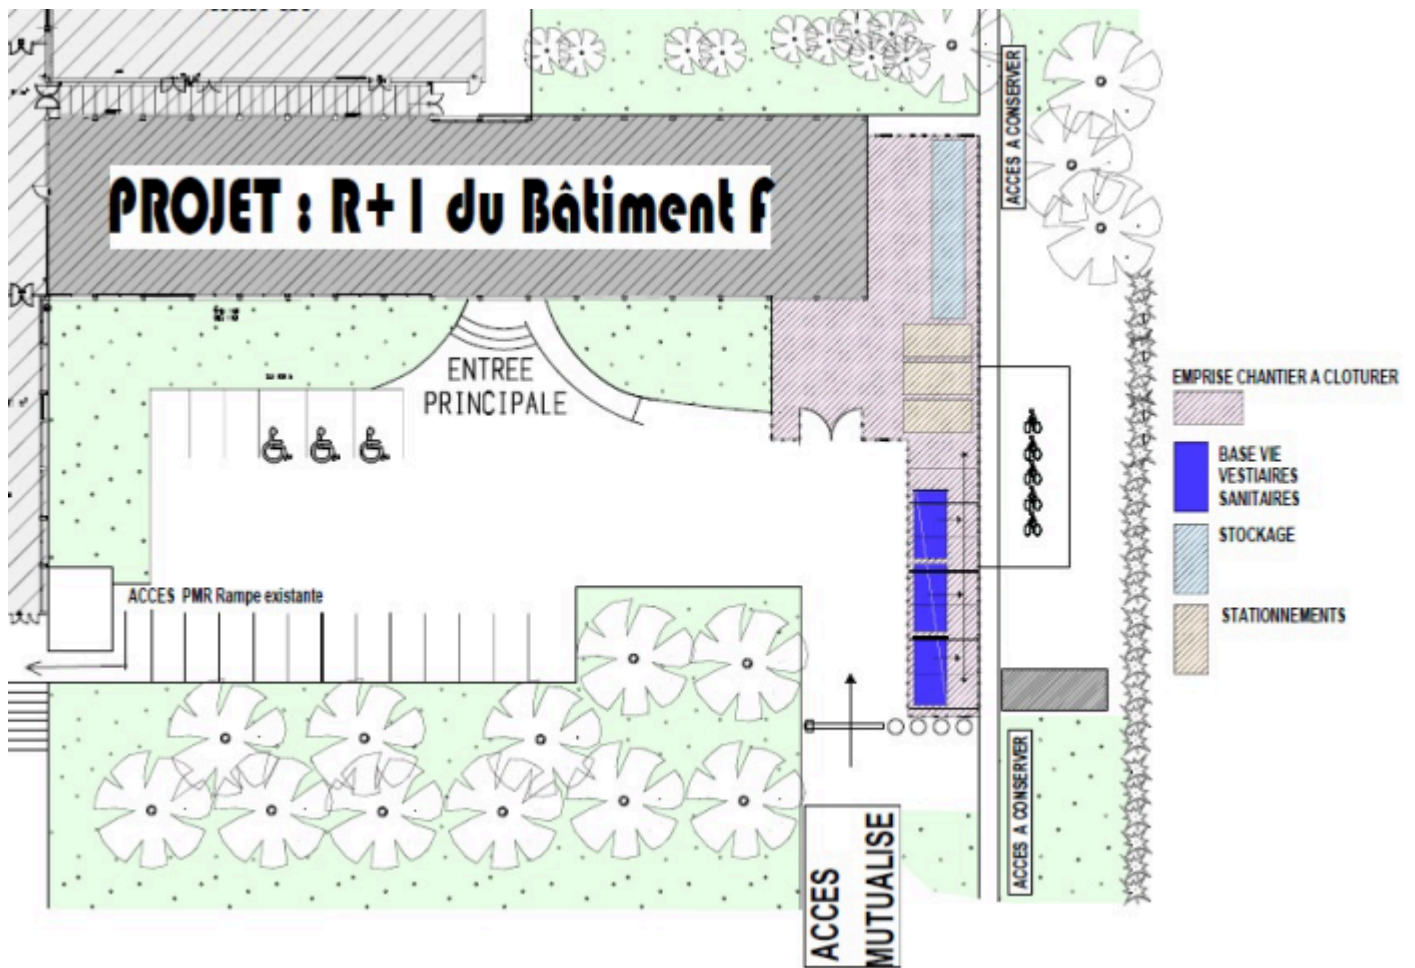 ACCES A CONSERVER
PROJET : R+1 du Bâtiment F
ENTREE
PRINCIPALE
EMPRISE CHANTIER A CLOTURER
BASE VIE
VESTIAIRES
SANITAIRES
STOCKAGE
STATIONNEMENTS
ACCES PMR Rampe existante
ACCES A CONSERVER
ACCES
MUTUALISE